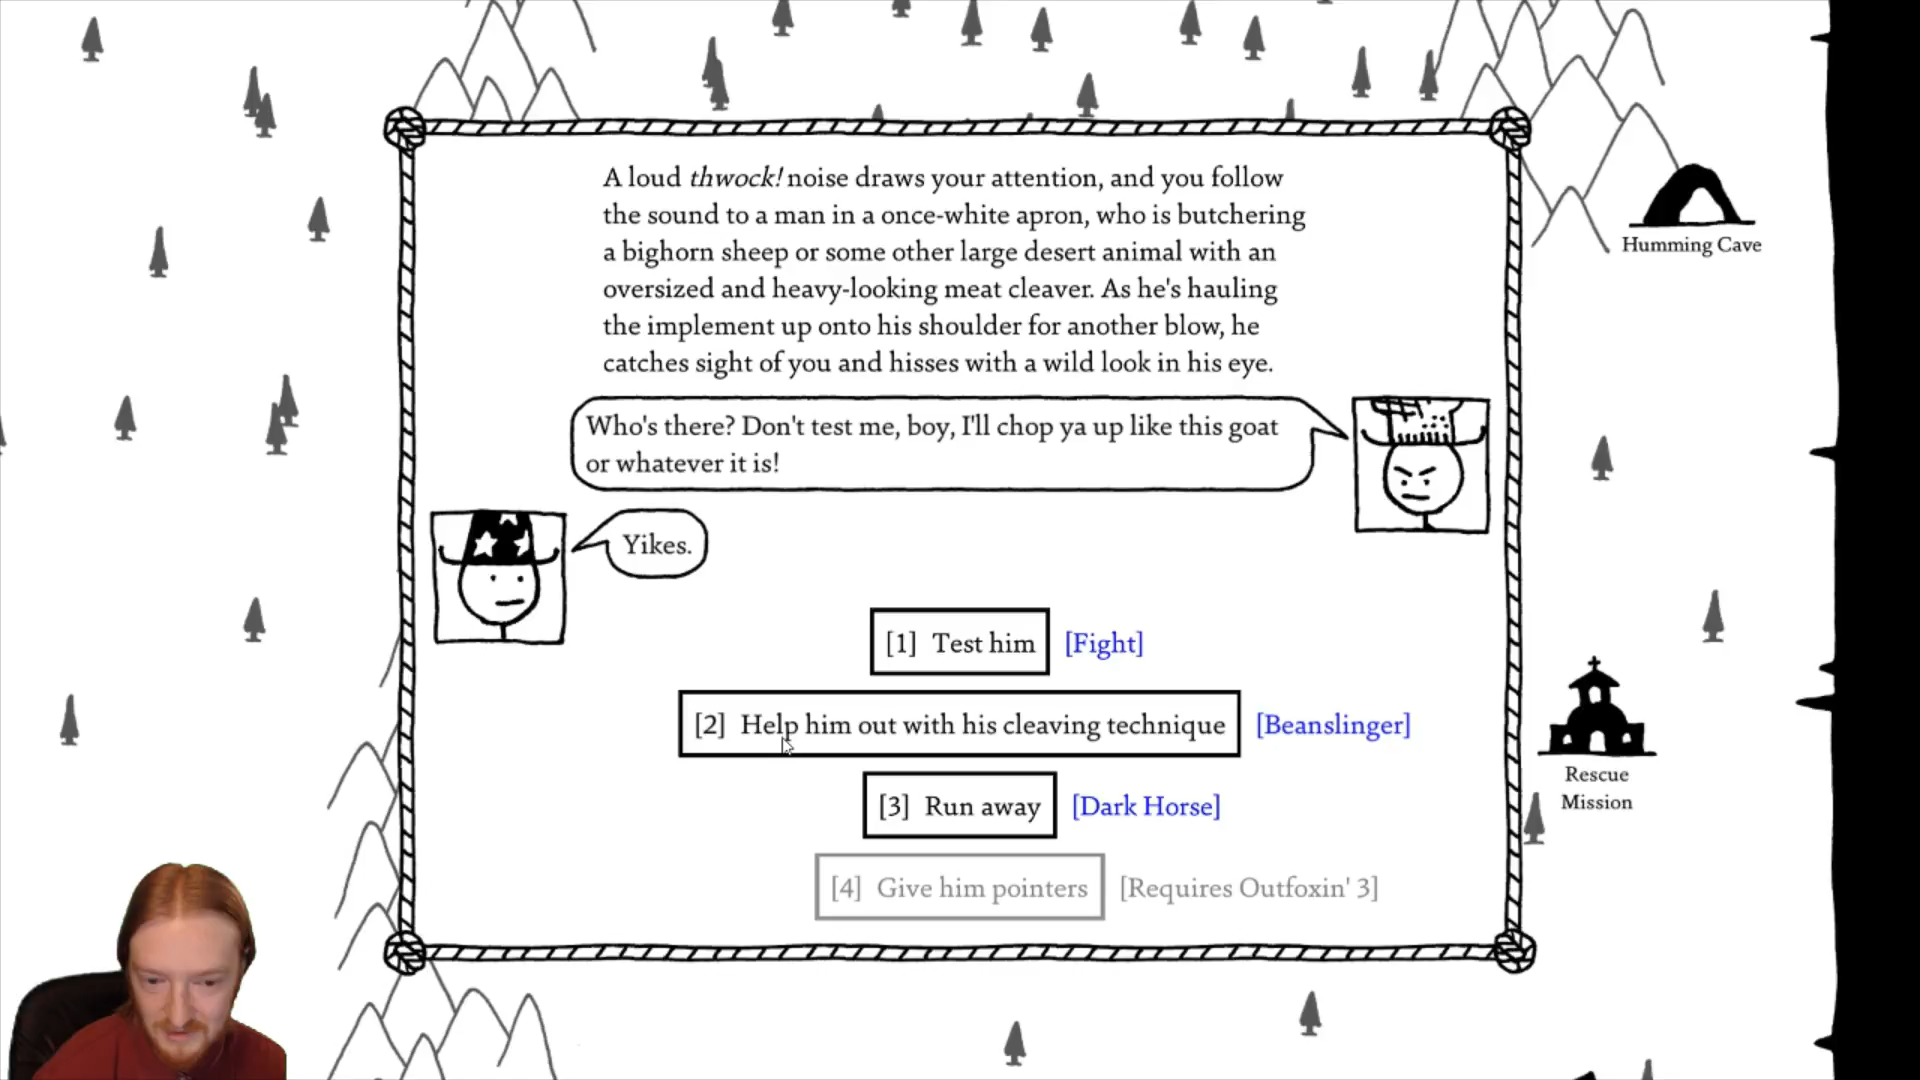 A loud thwock! noise draws your attention, and you follow
the sound to a man in a once-white apron, who is butchering
a bighorn sheep or some other large desert animal with an
oversized and heavy-looking meat cleaver. As he's hauling
the implement up onto his shoulder for another blow, he
catches sight of you and hisses with a wild look in his eye.
Who's there? Don't test me, boy, I'll chop ya up like this goat
or whatever it is!
Yikes.
[1] Test him [Fight]
[2] Help him out with his cleaving technique [Beanslinger]
[3] Run away [Dark Horse]
[4] Give him pointers [Requires Outfoxin' 3]
Humming Cave
Rescue
Mission